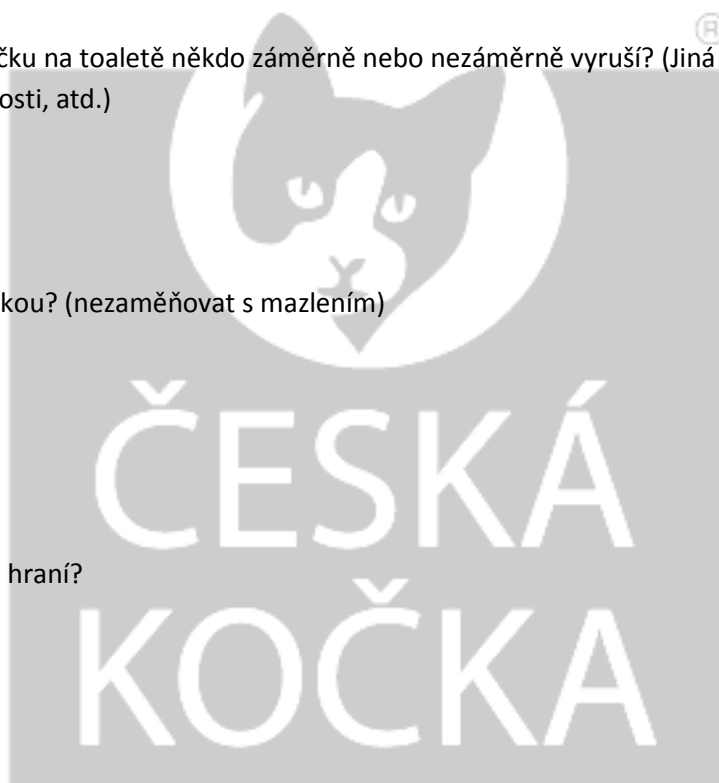 čku na toaletě někdo záměrně nebo nezáměrně vyruší? (Jiná
osti, atd.)
kou? (nezaměňovat s mazlením)
hraní?
ČESKÁ
KOČKA
®